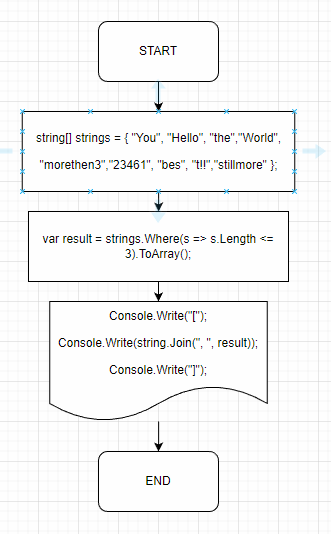 START
string[] strings = { "You", "Hello", "the","World",
"morethen3","23461", "bes", "t!!","stillmore" };
var result = strings.Where(s => s.Length <=
3).ToArray();
Console.Write("[");
Console.Write(string.Join(", ", result));
Console.Write("]");
END